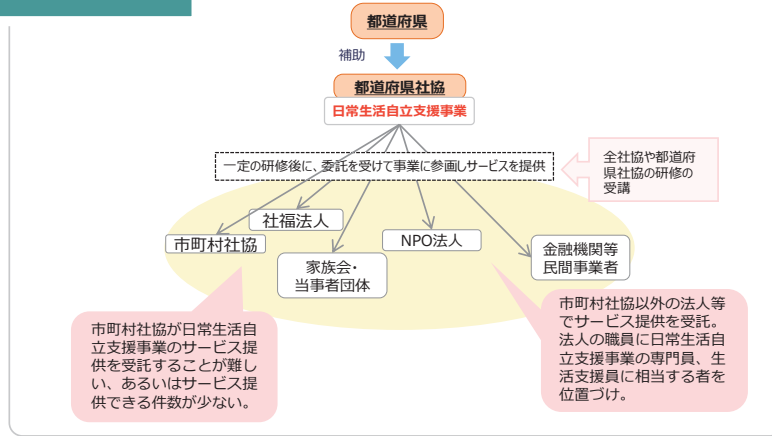 都道府県
補助
都道府県社協
日常生活自立支援事業
一定の研修後に、委託を受けて事業に参画しサービスを提供
全社協や都道府
県社協の研修の
受講
社福法人
市町村社協
NPO法人
家族会・
当事者団体
金融機関等
民間事業者
市町村社協が日常生活自
立支援事業のサービス提
供を受託することが難し
い、あるいはサービス提
供できる件数が少ない。
市町村社協以外の法人等
でサービス提供を受託。
法人の職員に日常生活自
立支援事業の専門員、生
活支援員に相当する者を
位置づけ。